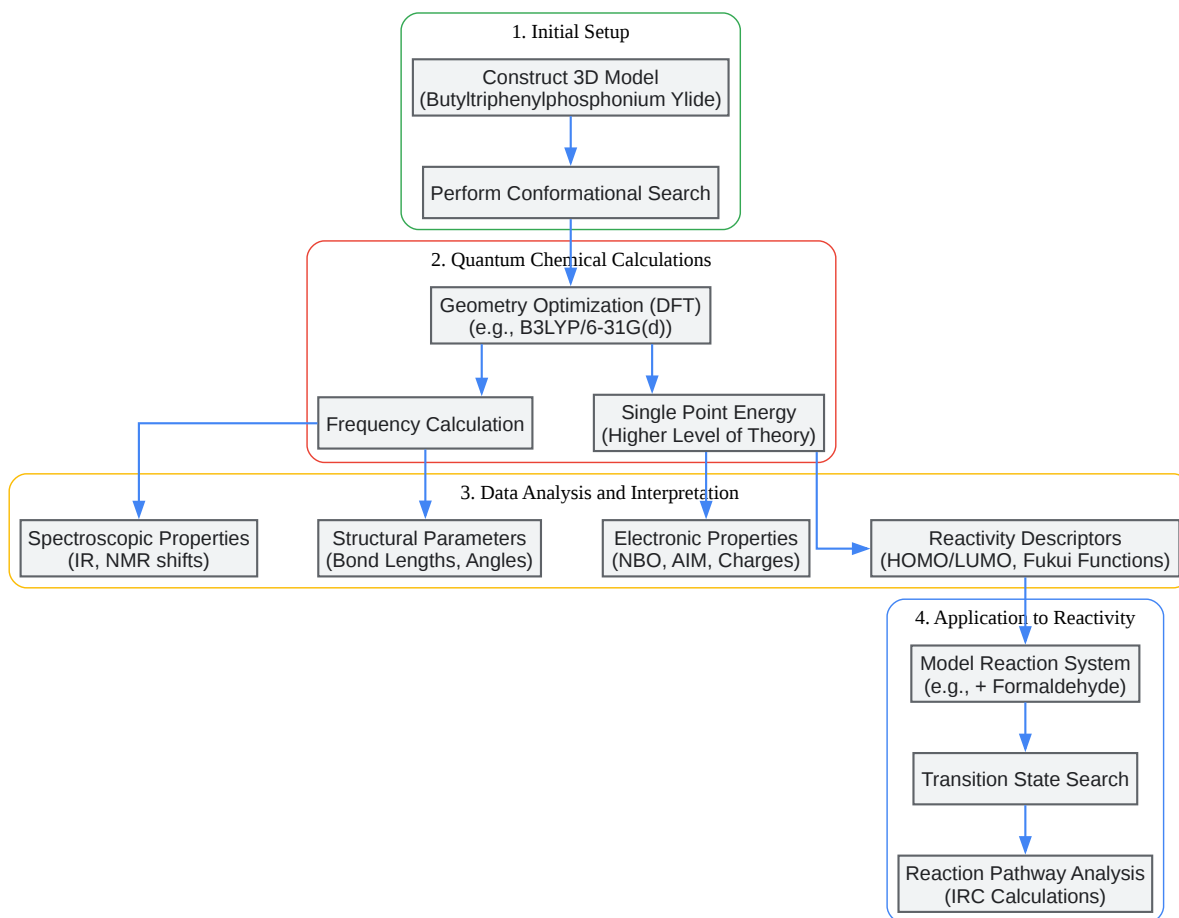 1. Initial Setup
Construct 3D Model
(Butyltriphenylphosphonium Ylide)
Perform Conformational Search
2. Quantum Chemical Calculations
Geometry Optimization (DFT)
(e.g., B3LYP/6-31G(d))
Frequency Calculation
Single Point Energy
(Higher Level of Theory)
3. Data Analysis and Interpretation
Spectroscopic Properties
(IR, NMR shifts)
Structural Parameters
(Bond Lengths, Angles)
Electronic Properties
(NBO, AIM, Charges)
Reactivity Descriptors
(HOMO/LUMO, Fukui Functions)
4. Application to Reactivity
Model Reaction System
(e.g., + Formaldehyde)
Transition State Search
Reaction Pathway Analysis
(IRC Calculations)